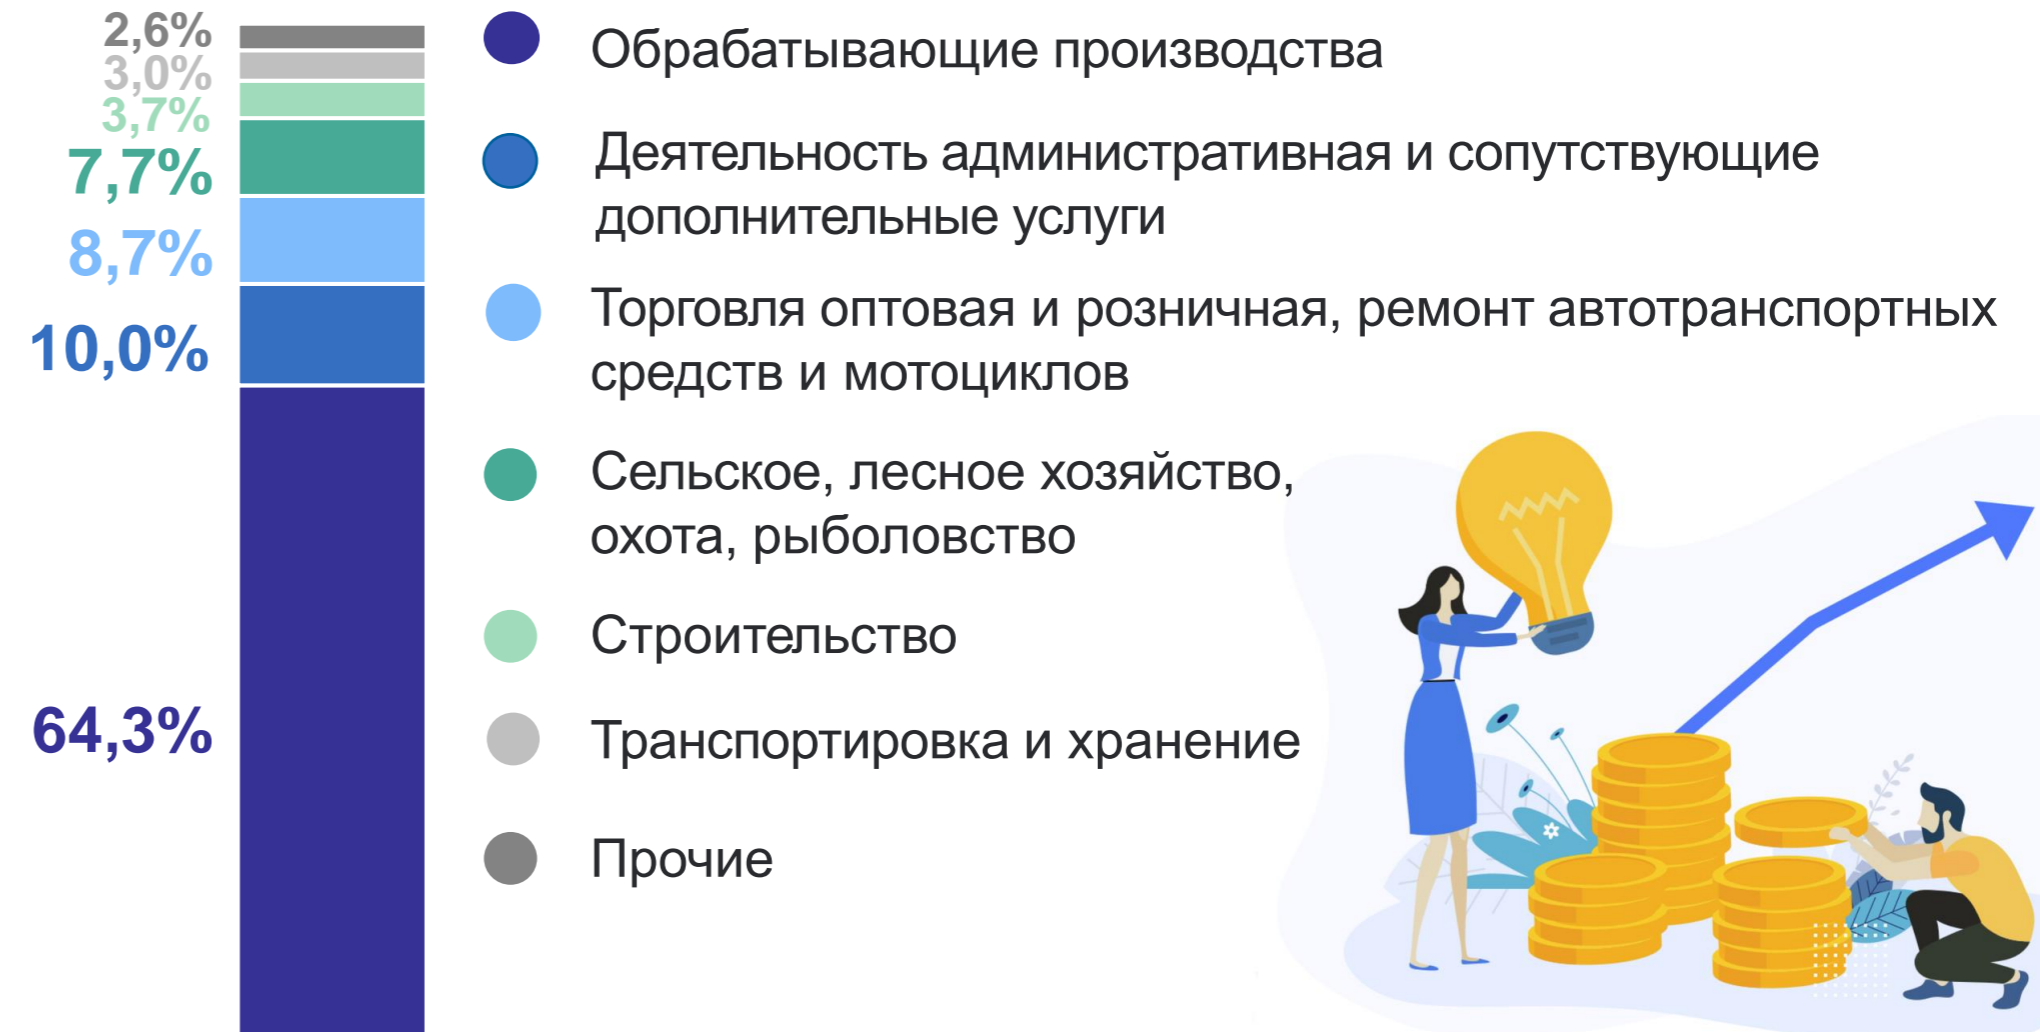 2,6%
3,0%
3,7%
7,7%
8,7%
10,0%
64,3%
Обрабатывающие производства
Деятельность административная и сопутствующие
дополнительные услуги
Торговля оптовая и розничная, ремонт автотранспортных
средств и мотоциклов
Сельское, лесное хозяйство,
охота, рыболовство
Строительство
Транспортировка и хранение
Прочие